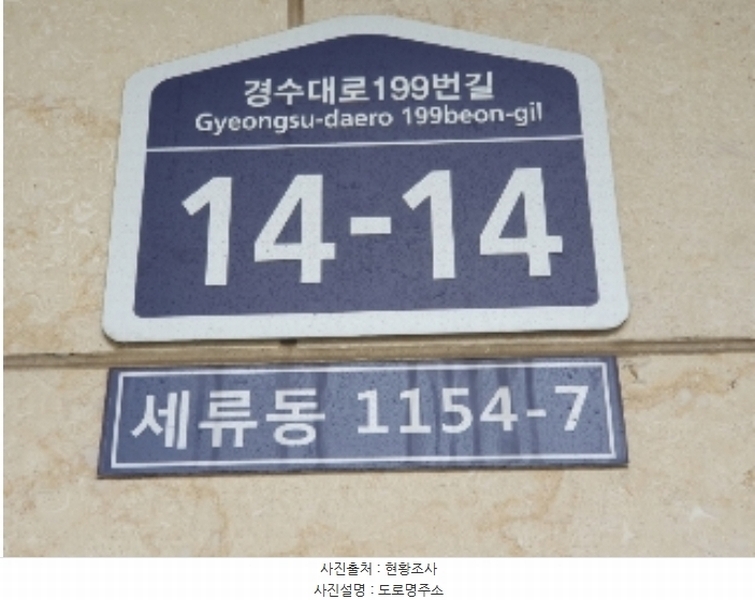 경수대로199번길
Gyeongsu-daero 199beon-gil
14-14
세류동 1154-7
사진출처 : 현황조사
사진설명 : 도로명주소